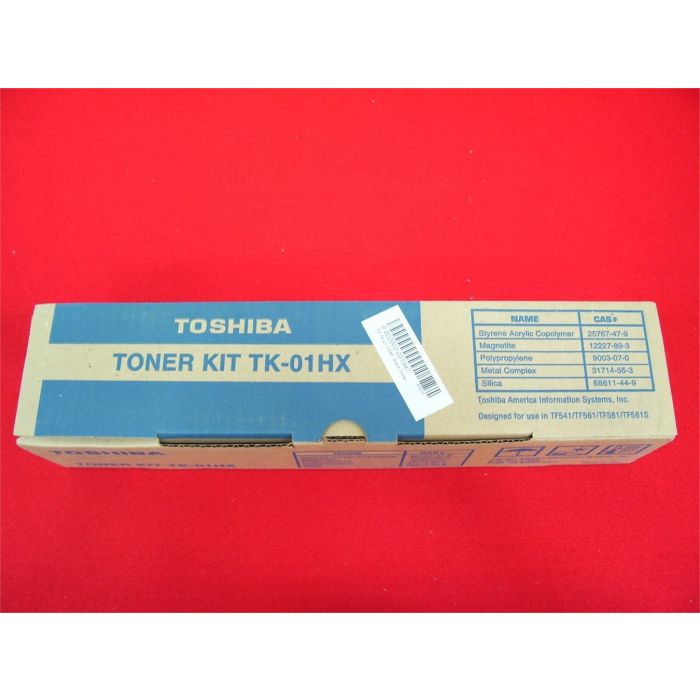 TOSHIBA
TONER KIT TK-01HX
NAME CAS#
Styrene Acrylic Copolymer 25767-47-9
Magnetite 12227-89-3
Polypropylene 9003-07-0
Metal Complex 31714-55-3
Silica 68611-44-9
Toshiba America Information Systems, Inc.
Designed for use in TF541/TF561/TF581/TF581S
TOSHIBA
TONER KIT TK-01HX
NAME CAS#